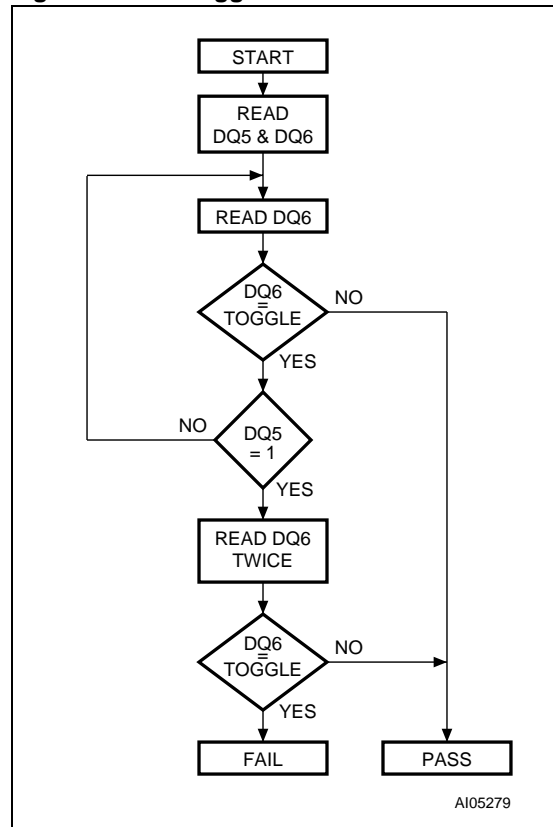 START
READ
DQ5 & DQ6
READ DQ6
DQ6
=
TOGGLE
NO
YES
NO
DQ5
= 1
YES
READ DQ6
TWICE
DQ6
=
TOGGLE
NO
YES
FAIL
PASS
AI05279